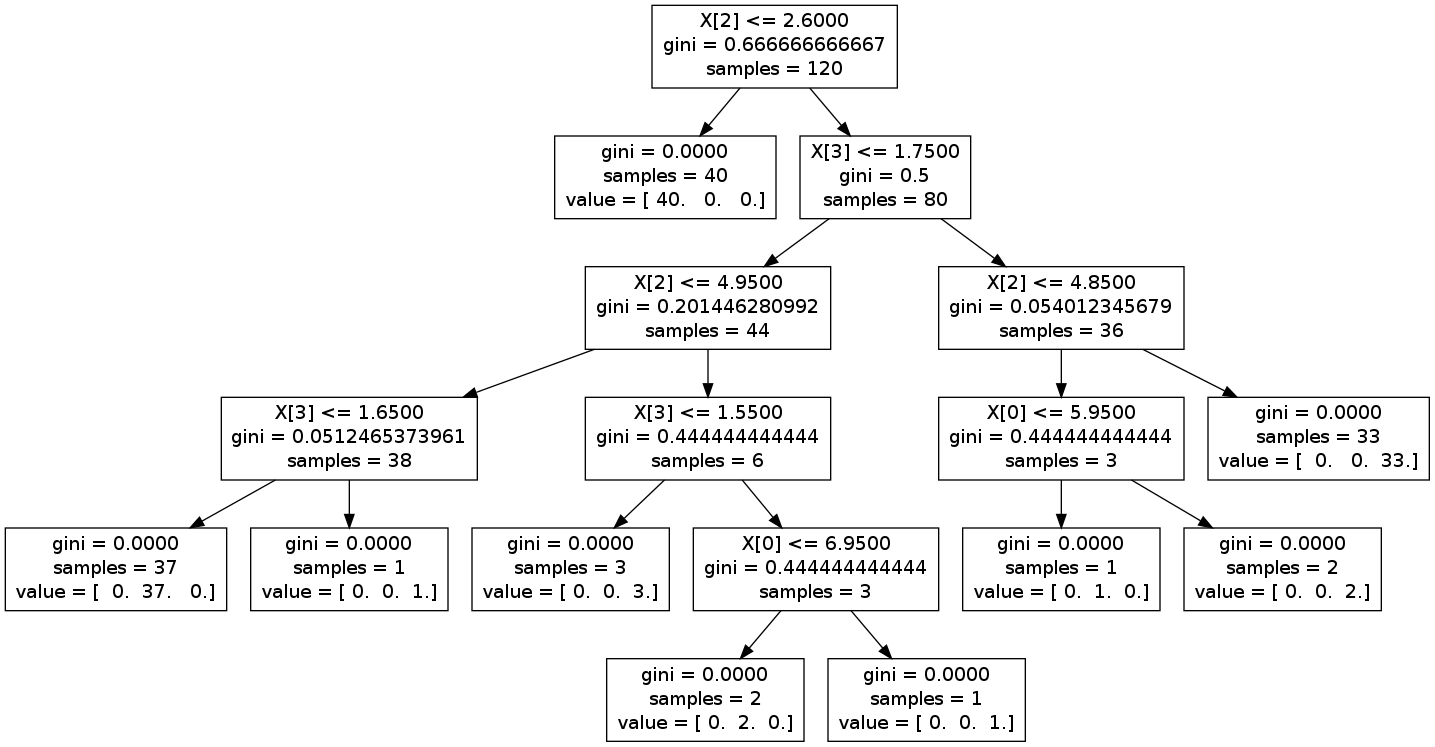 X[2] <= 2.6000
gini = 0.666666666667
samples = 120
gini = 0.0000
samples = 40
value = [ 40.   0.   0.]
X[3] <= 1.7500
gini = 0.5
samples = 80
X[2] <= 4.9500
gini = 0.201446280992
samples = 44
X[2] <= 4.8500
gini = 0.054012345679
samples = 36
X[3] <= 1.6500
gini = 0.0512465373961
samples = 38
X[3] <= 1.5500
gini = 0.444444444444
samples = 6
X[0] <= 5.9500
gini = 0.444444444444
samples = 3
gini = 0.0000
samples = 33
value = [  0.   0.  33.]
gini = 0.0000
samples = 37
value = [  0.  37.   0.]
gini = 0.0000
samples = 1
value = [ 0.  0.  1.]
gini = 0.0000
samples = 3
value = [ 0.  0.  3.]
X[0] <= 6.9500
gini = 0.444444444444
samples = 3
gini = 0.0000
samples = 1
value = [ 0.  1.  0.]
gini = 0.0000
samples = 2
value = [ 0.  0.  2.]
gini = 0.0000
samples = 2
value = [ 0.  2.  0.]
gini = 0.0000
samples = 1
value = [ 0.  0.  1.]